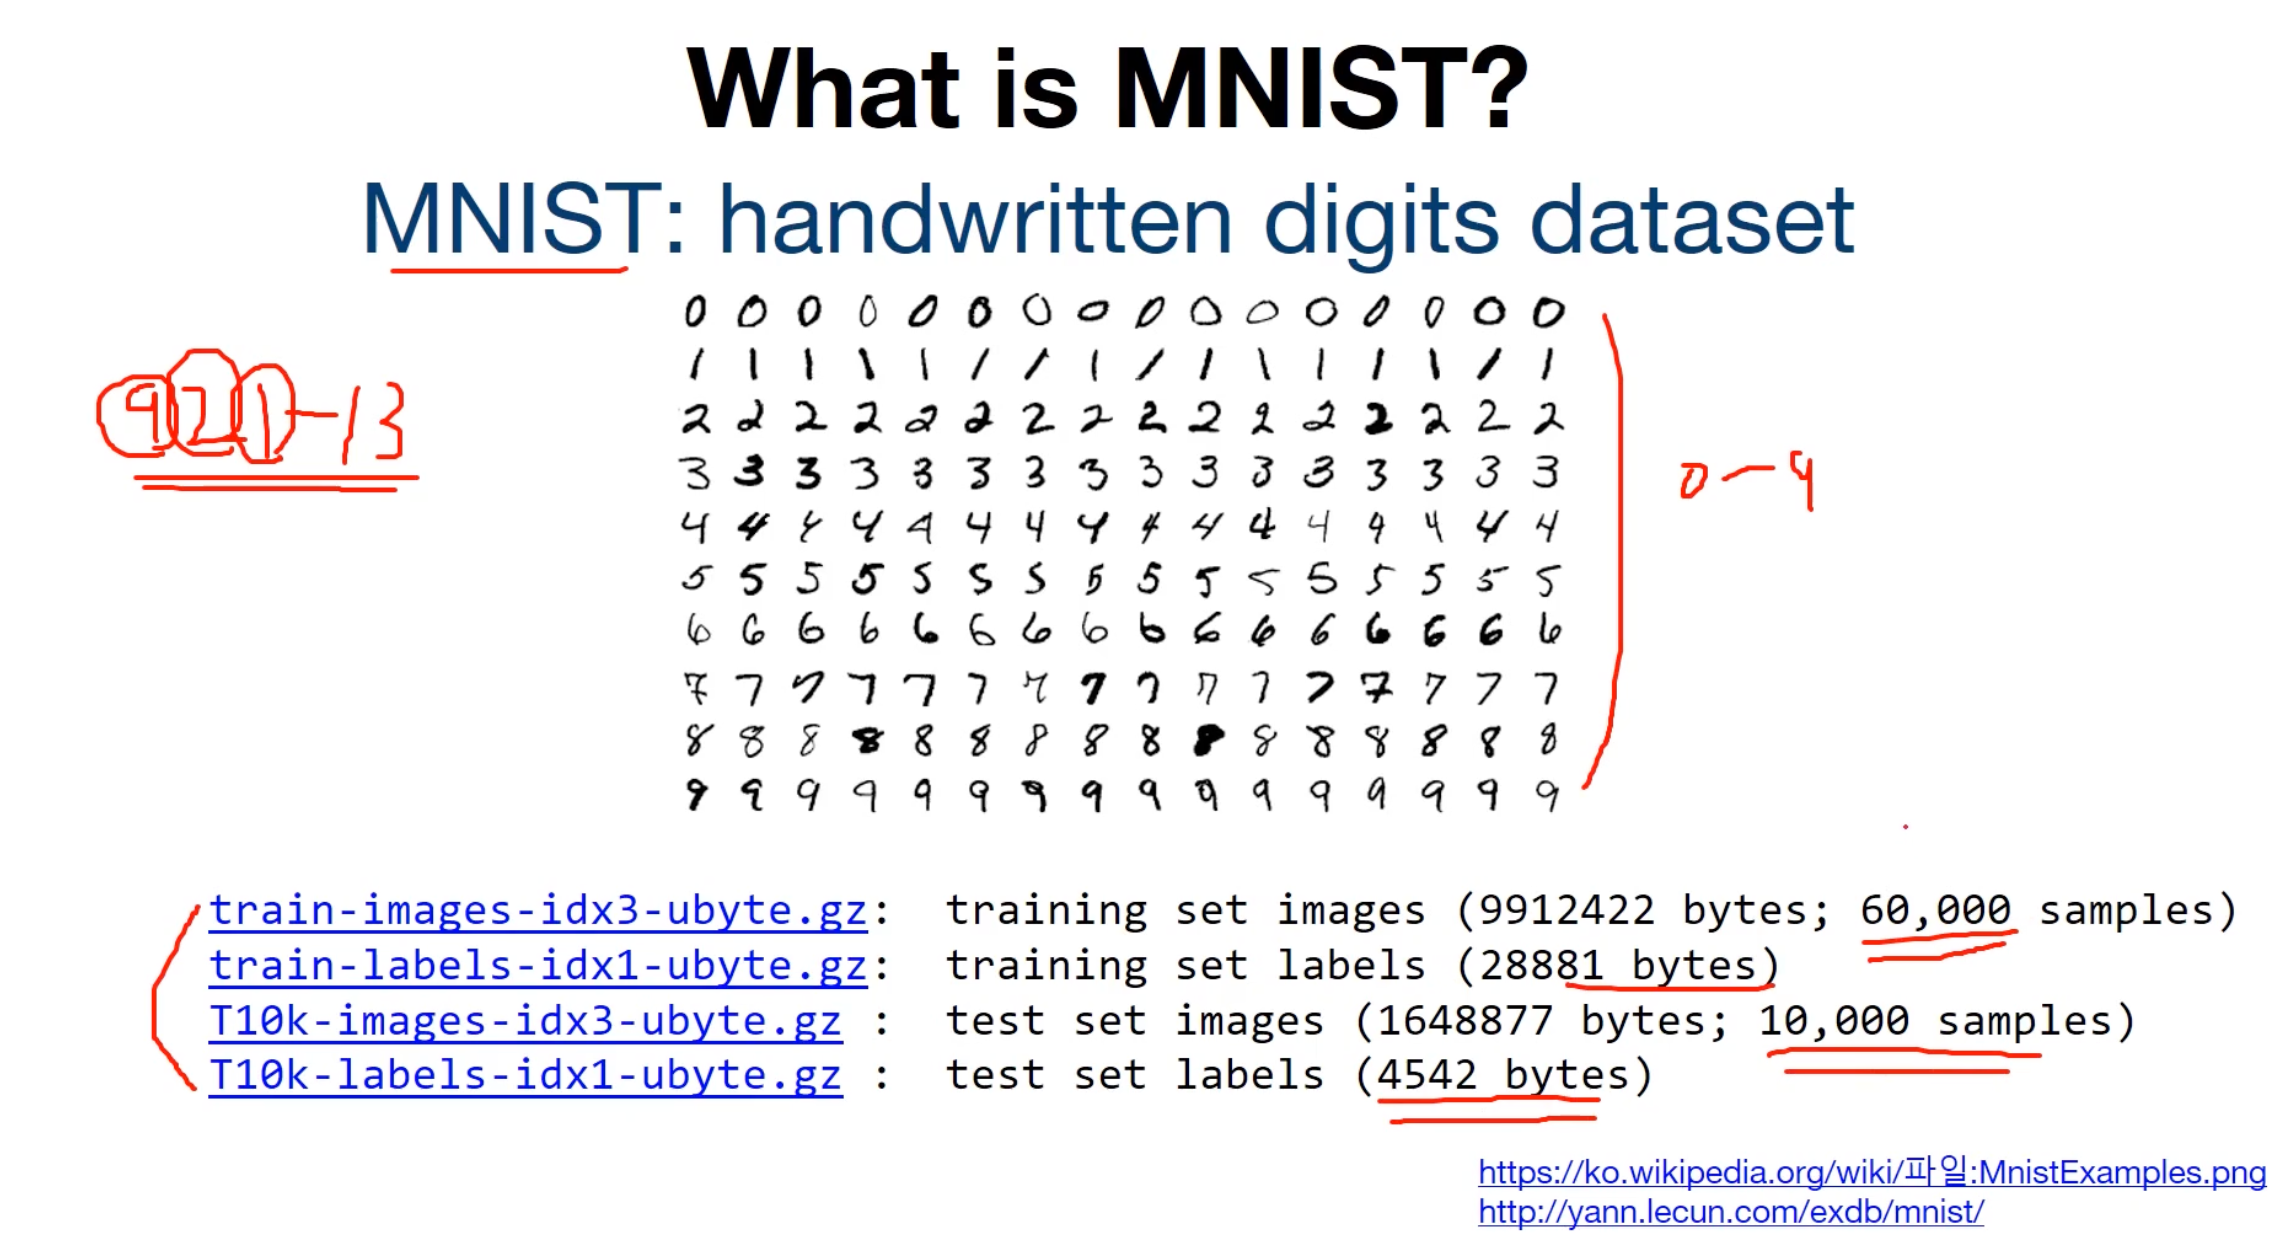 What is MNIST?
MNIST: handwritten digits dataset
0 0 0 0 0 0 0 0 0 0 0 0 0 0 0 0
1 1 1 1 1 1 1 1 1 1 1 1 1 1 1 1
2 2 2 2 2 2 2 2 2 2 2 2 2 2 2 2
3 3 3 3 3 3 3 3 3 3 3 3 3 3 3 3
4 4 4 4 4 4 4 4 4 4 4 4 4 4 4 4
5 5 5 5 5 5 5 5 5 5 5 5 5 5 5 5
6 6 6 6 6 6 6 6 6 6 6 6 6 6 6 6
7 7 7 7 7 7 7 7 7 7 7 7 7 7 7 7
8 8 8 8 8 8 8 8 8 8 8 8 8 8 8 8
9 9 9 9 9 9 9 9 9 9 9 9 9 9 9 9
921-13
0-9
train-images-idx3-ubyte.gz: training set images (9912422 bytes; 60,000 samples)
train-labels-idx1-ubyte.gz: training set labels (28881 bytes)
T10k-images-idx3-ubyte.gz : test set images (1648877 bytes; 10,000 samples)
T10k-labels-idx1-ubyte.gz : test set labels (4542 bytes)
https://ko.wikipedia.org/wiki/파일:MnistExamples.png
http://yann.lecun.com/exdb/mnist/